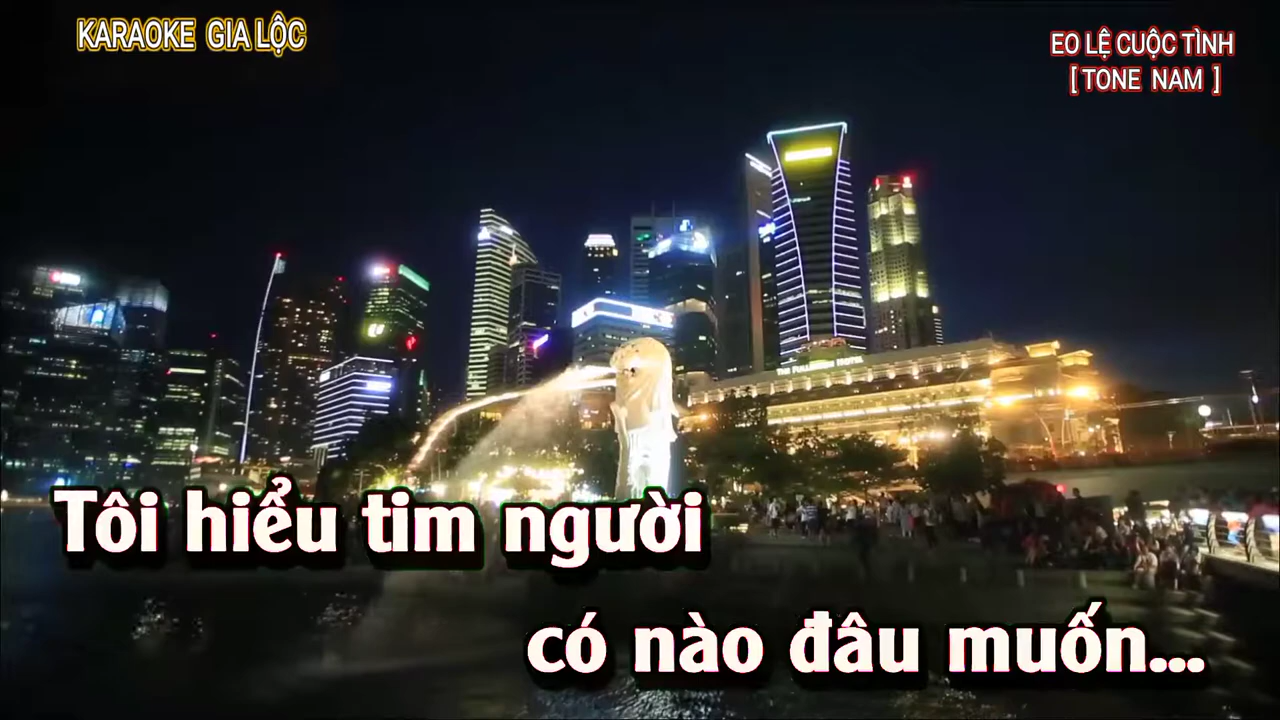 KARAOKE GIA LỘC
EO LỆ CUỘC TÌNH
[ TONE NAM ]
THE FULLERTON HOTEL
Tôi hiểu tim người
có nào đâu muốn...